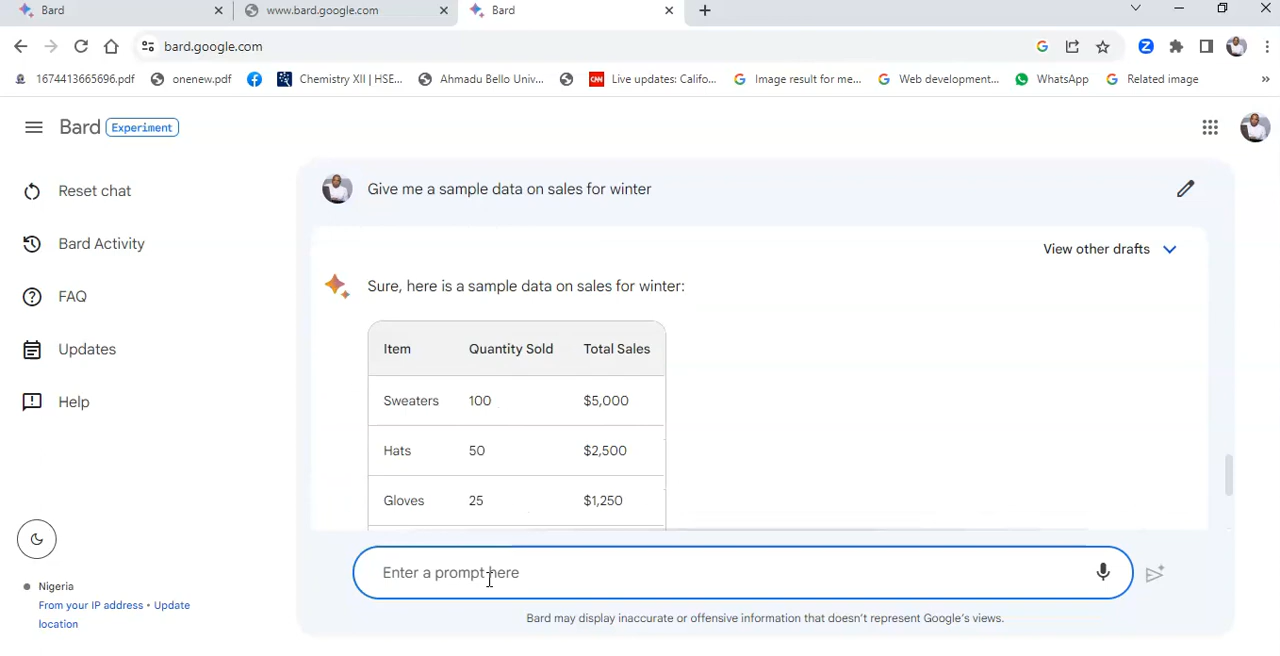 Bard
www.bard.google.com
Bard
bard.google.com
1674413665696.pdf
onenew.pdf
Chemistry XII | HSE...
Ahmadu Bello Univ...
CNN
Live updates: Califo...
Image result for me...
Web development...
WhatsApp
Related image
Bard Experiment
Reset chat
Bard Activity
FAQ
Updates
Help
Nigeria
From your IP address • Update
location
Give me a sample data on sales for winter
View other drafts
Sure, here is a sample data on sales for winter:
Item Quantity Sold Total Sales
Sweaters 100 $5,000
Hats 50 $2,500
Gloves 25 $1,250
Enter a prompt here
Bard may display inaccurate or offensive information that doesn't represent Google's views.